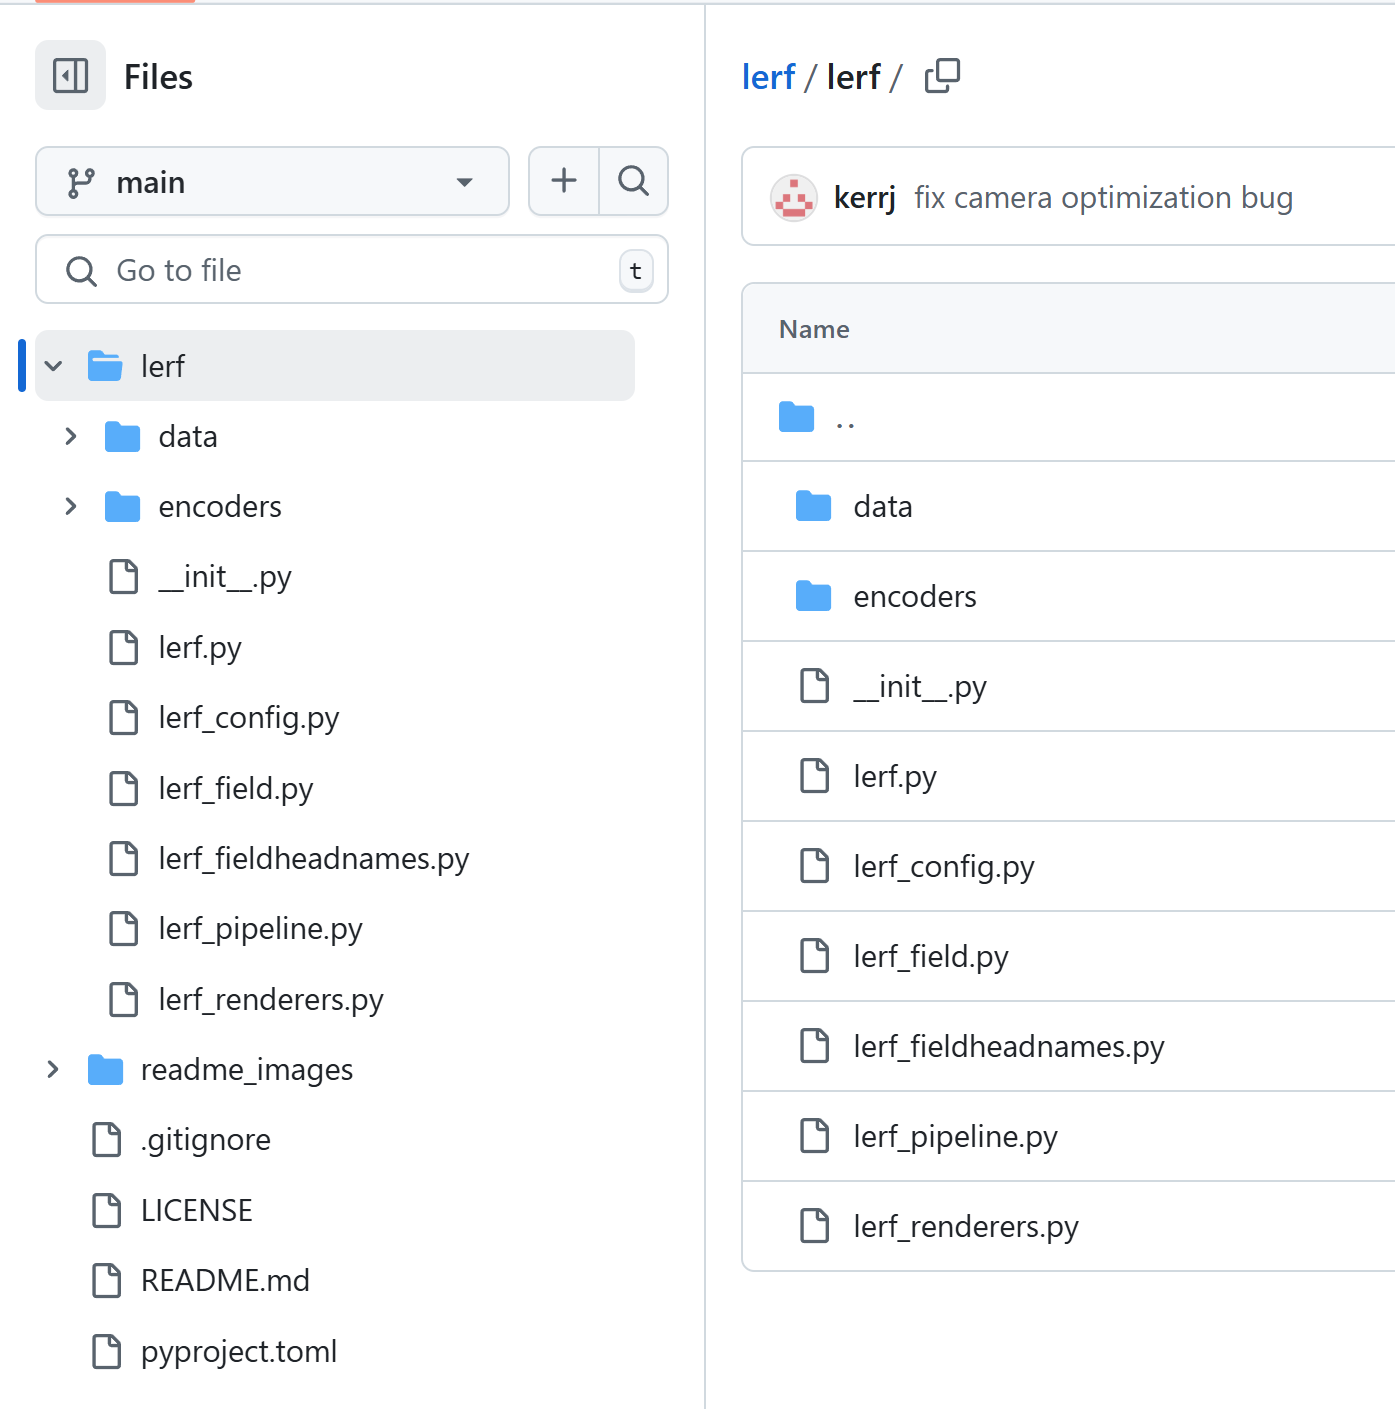 Files
main
Go to file
t
lerf
data
encoders
__init__.py
lerf.py
lerf_config.py
lerf_field.py
lerf_fieldheadnames.py
lerf_pipeline.py
lerf_renderers.py
readme_images
.gitignore
LICENSE
README.md
pyproject.toml
lerf / lerf /
kerrj fix camera optimization bug
Name
..
data
encoders
__init__.py
lerf.py
lerf_config.py
lerf_field.py
lerf_fieldheadnames.py
lerf_pipeline.py
lerf_renderers.py